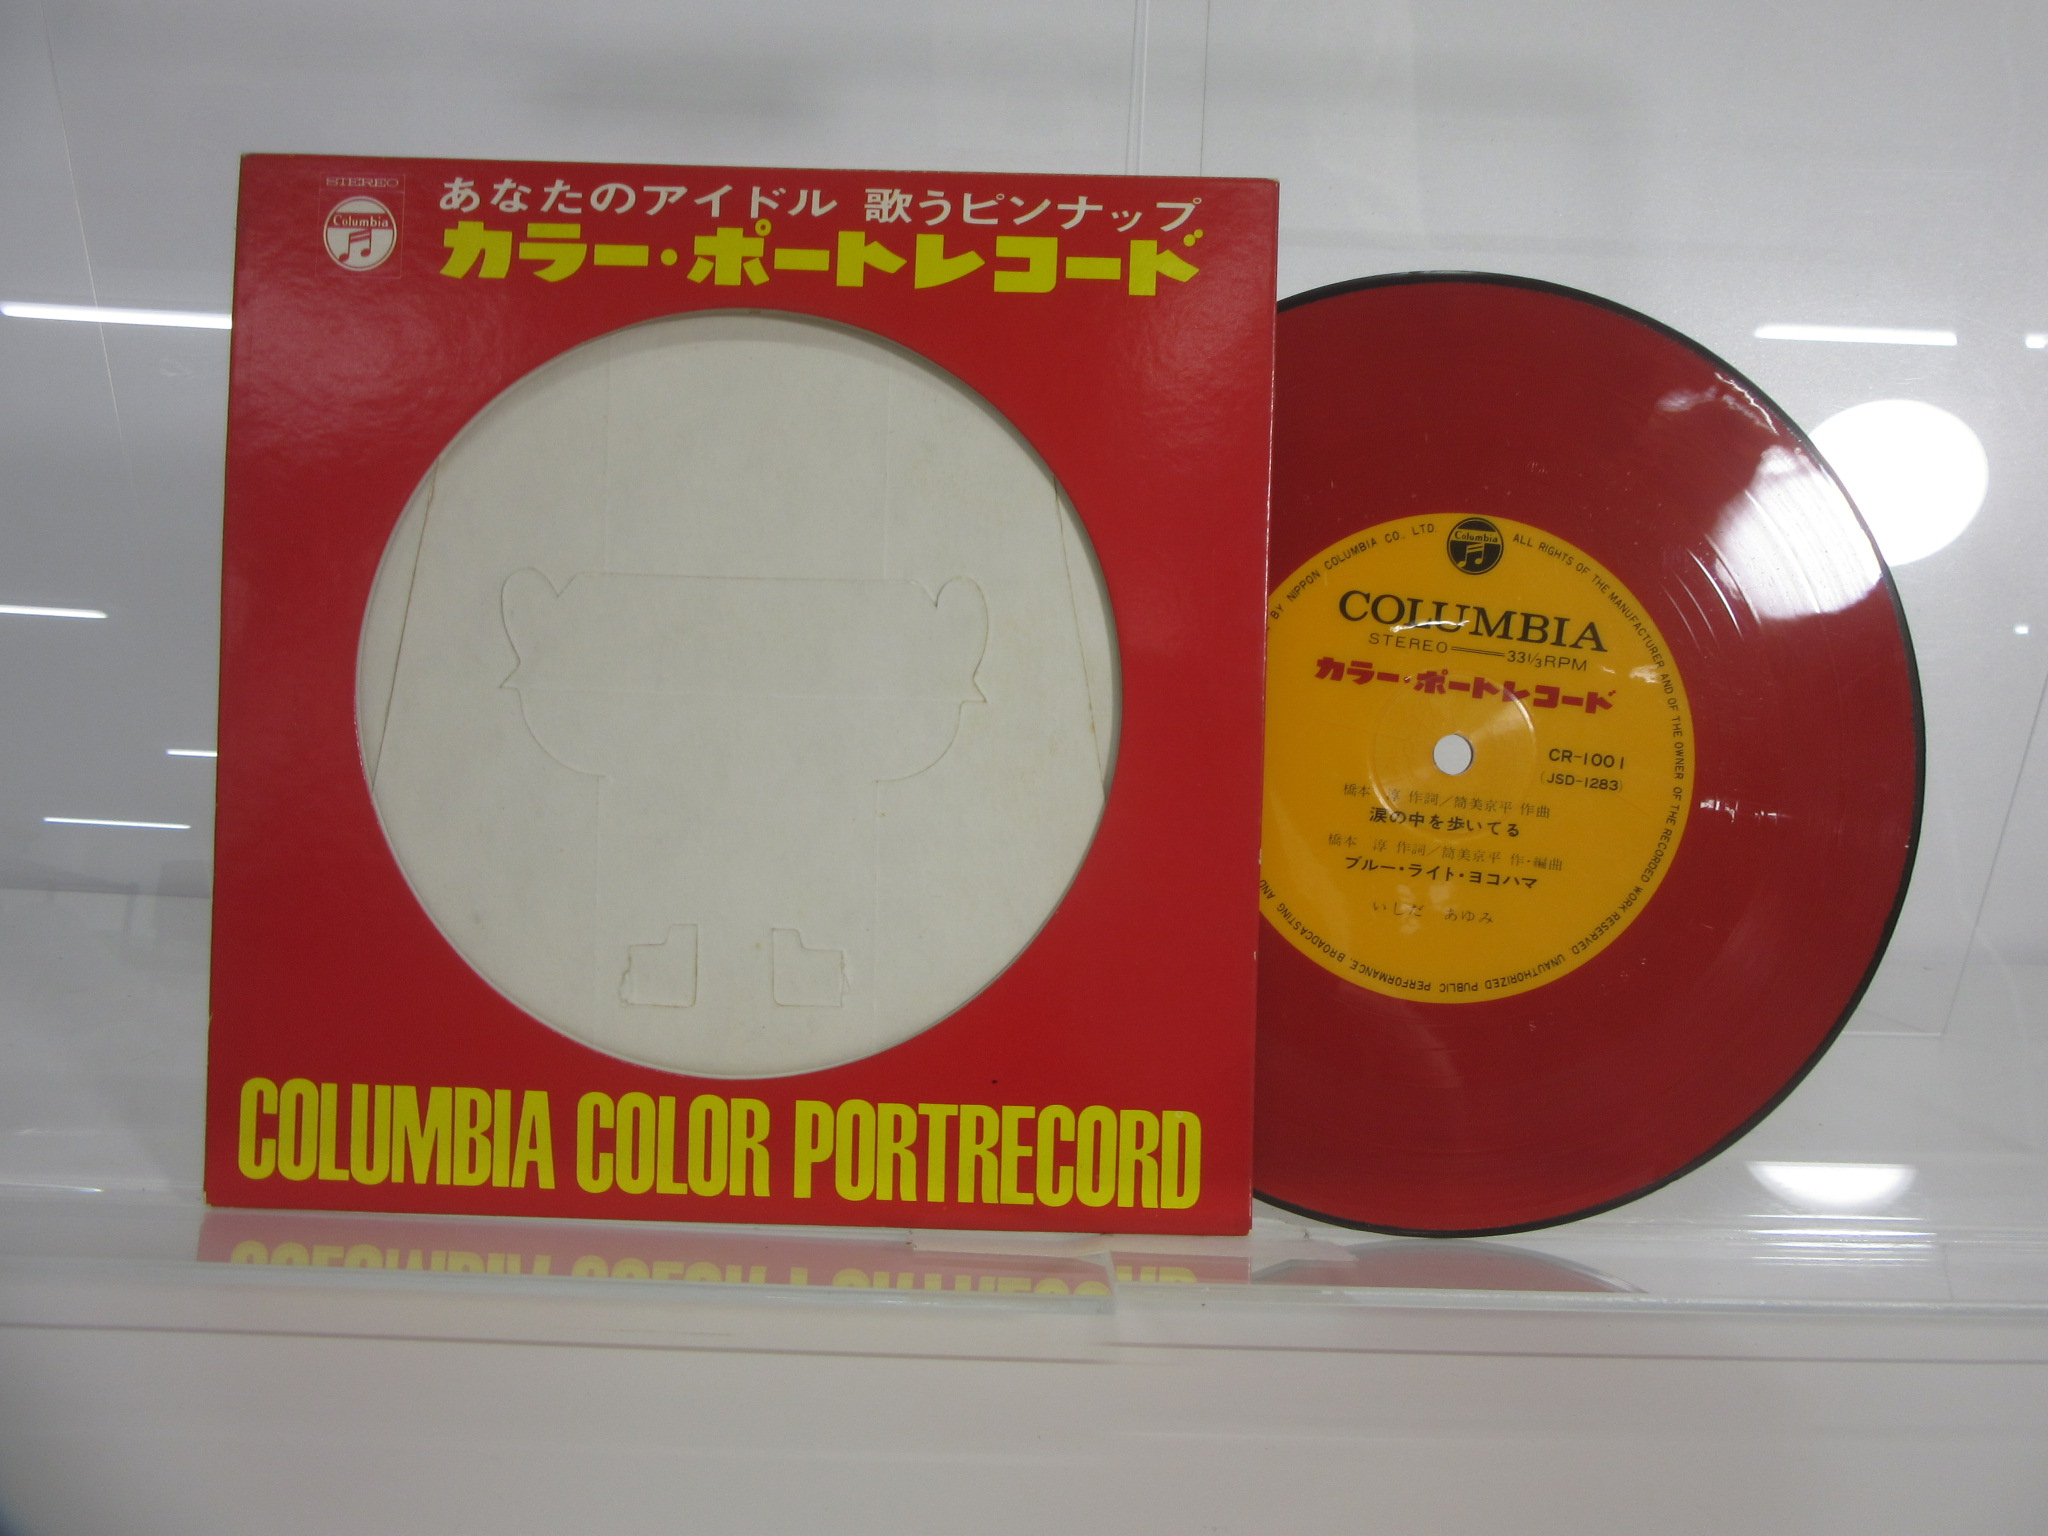 STEREO
Columbia
あなたのアイドル 歌うピンナップ
カラー・ポートレコード
COLUMBIA COLOR PORTRECORD
BY NIPPON COLUMBIA CO., LTD. ALL RIGHTS OF THE MANUFACTURER AND OF THE OWNER OF THE RECORDED WORK RESERVED. UNAUTHORIZED PUBLIC PERFORMANCE, BROADCASTING AND
Columbia
COLUMBIA
STEREO 33⅓RPM
カラー・ポートレコード
CR-1001
(JSD-1283)
橋本 淳 作詞／筒美京平 作曲
涙の中を歩いてる
橋本 淳 作詞／筒美京平 作・編曲
ブルー・ライト・ヨコハマ
いしだ あゆみ